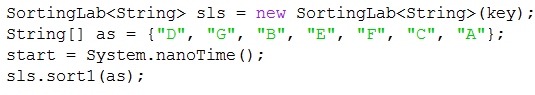 SortingLab<String> sls = new SortingLab<String>(key);
String[] as = {"D", "G", "B", "E", "F", "C", "A"};
start = System.nanoTime();
sls.sort1(as);